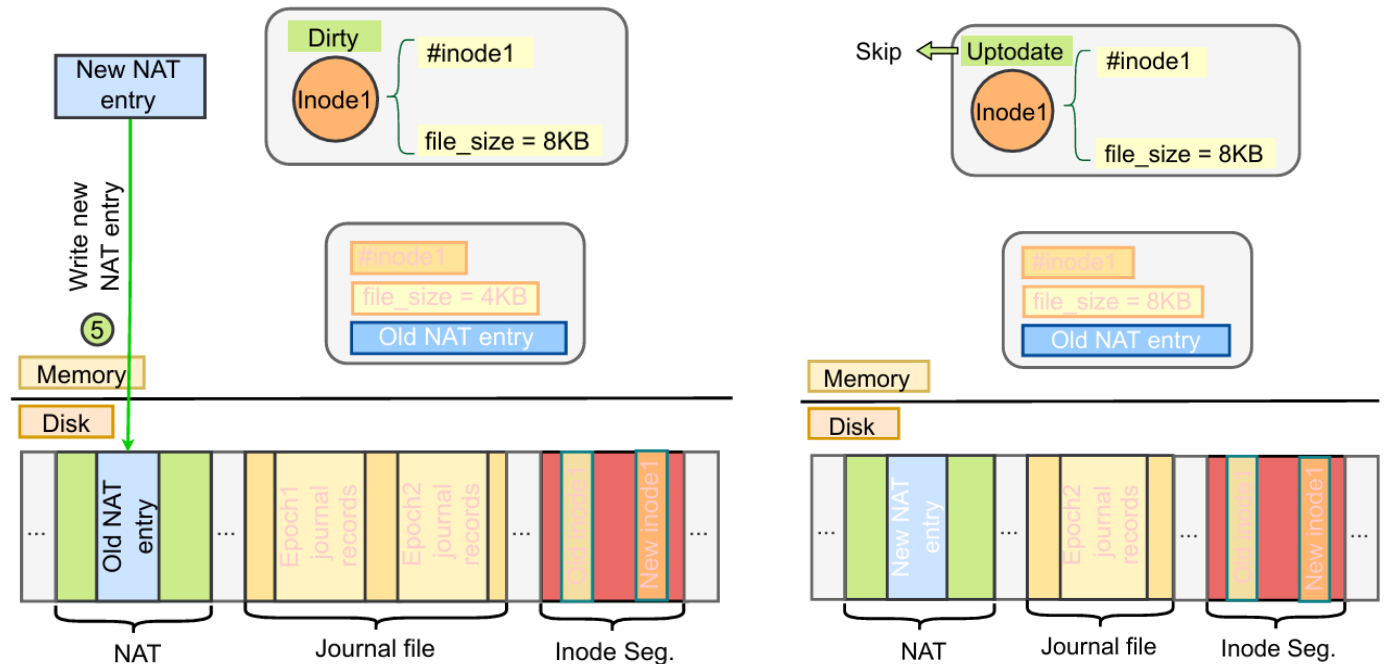 New NAT
entry
Dirty
Inode1
#inode1
file_size = 8KB
Write new
NAT entry
5
#inode1
file_size = 4KB
Old NAT entry
Memory
Disk
...
Old NAT
entry
...
Epoch1
journal
records
Epoch2
journal
records
...
Old inode1
New inode1
...
NAT
Journal file
Inode Seg.
Skip
Uptodate
Inode1
#inode1
file_size = 8KB
#inode1
file_size = 8KB
Old NAT entry
Memory
Disk
...
New NAT
entry
...
Epoch2
journal
records
...
Old inode1
New inode1
...
NAT
Journal file
Inode Seg.